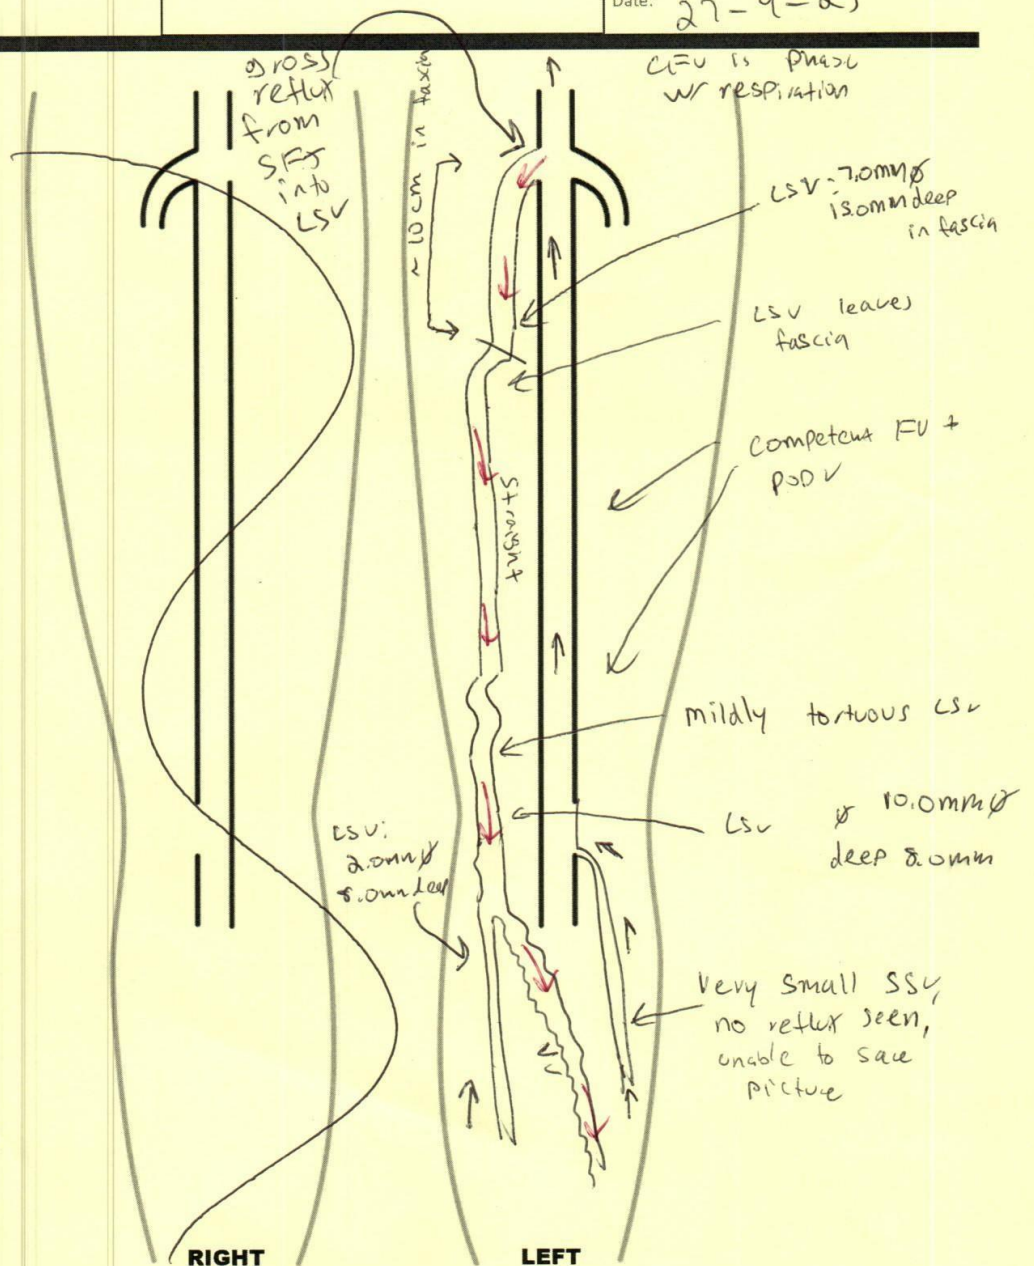 Date:
27-9-23
gross
reflux
from
SFJ
into
LSV
~10cm in fascia
CFV is phasic
w/ respiration
LSV: 7.0mmø
15.0mm deep
in fascia
LSV leaves
fascia
competent FV +
POPV
Straight
mildly tortuous LSV
LSV ø 10.0mmø
deep 8.0mm
LSV:
2.0mmø
8.0mm deep
VV
Very small SSV,
no reflux seen,
unable to save
picture
RIGHT
LEFT